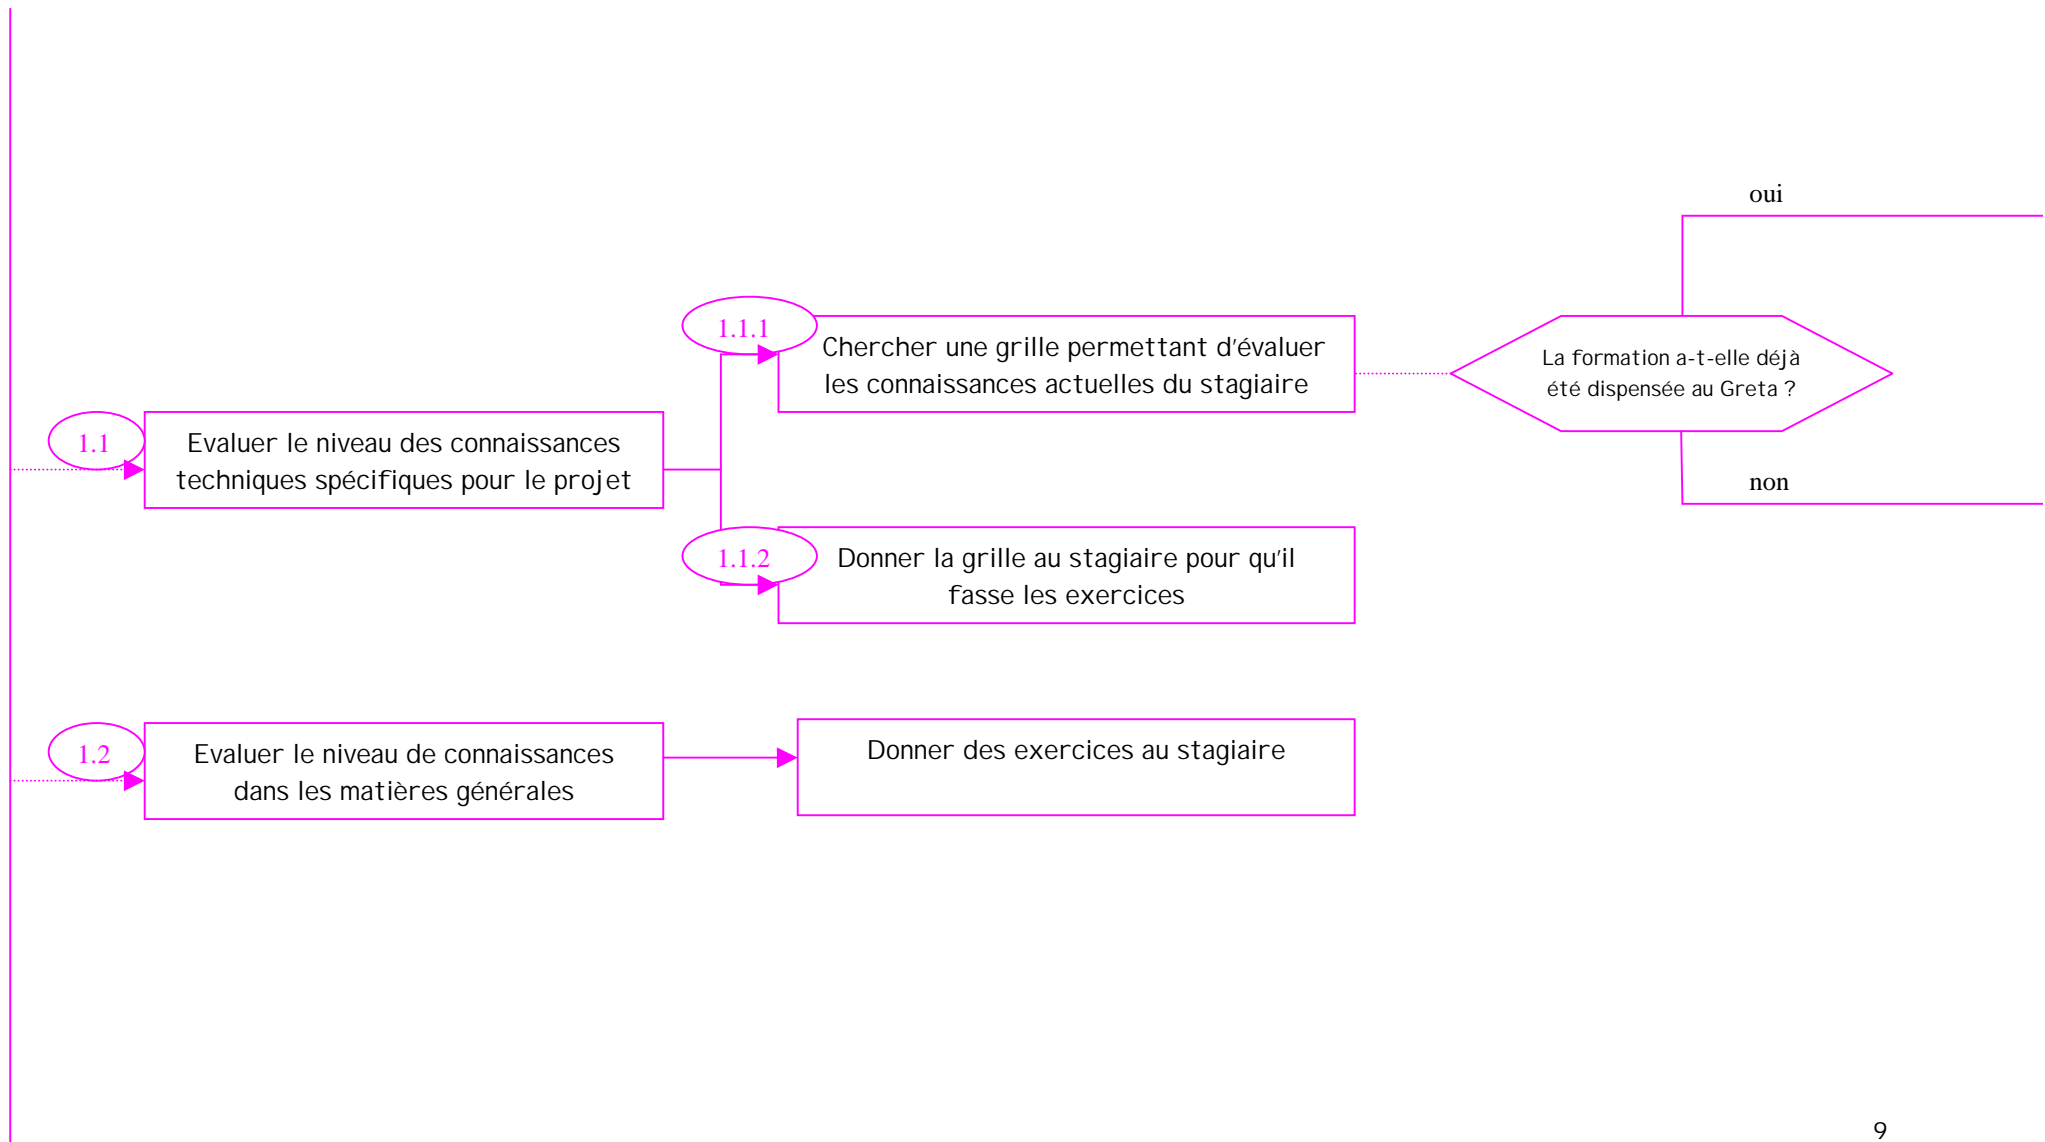 oui
1.1.1
Chercher une grille permettant d'évaluer
les connaissances actuelles du stagiaire
La formation a-t-elle déjà
été dispensée au Greta ?
1.1
Evaluer le niveau des connaissances
techniques spécifiques pour le projet
non
1.1.2
Donner la grille au stagiaire pour qu'il
fasse les exercices
1.2
Evaluer le niveau de connaissances
dans les matières générales
Donner des exercices au stagiaire
9